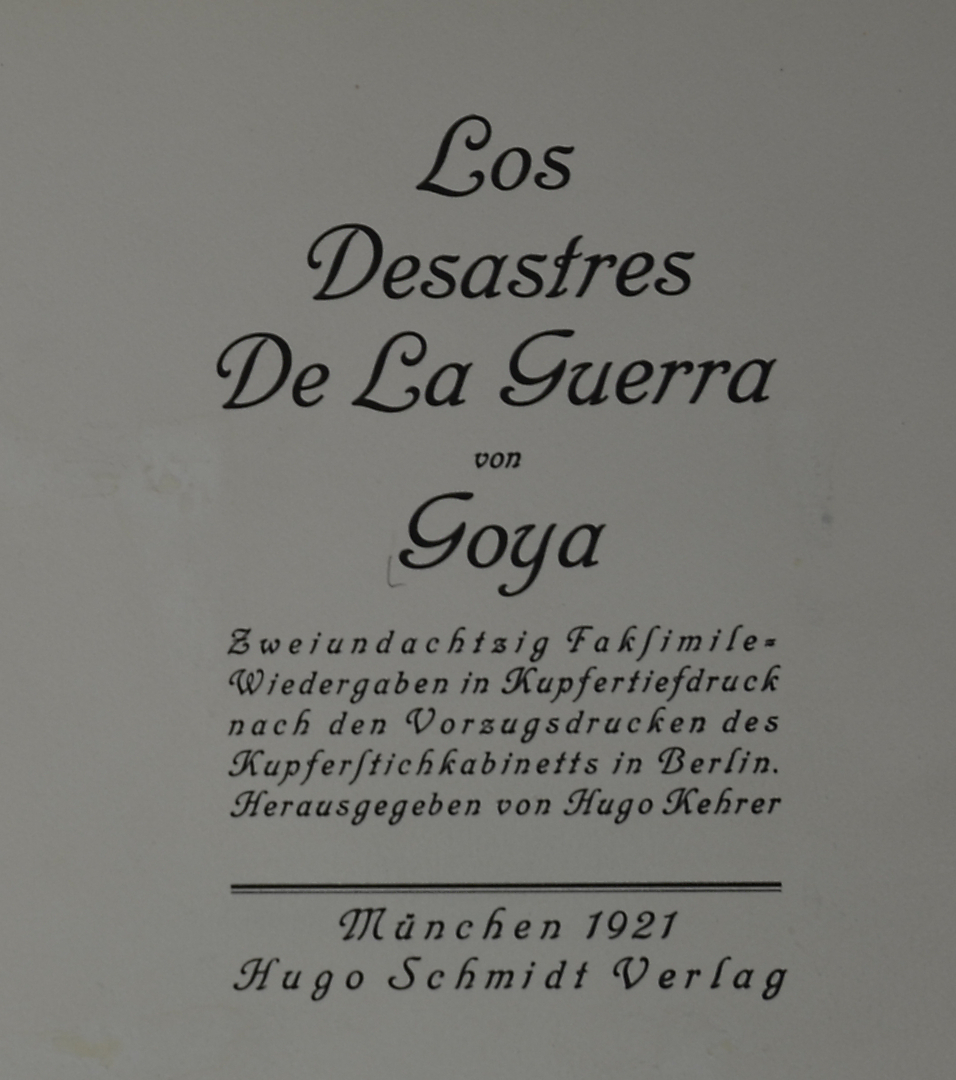 Los
Desastres
De La Guerra
von
Goya
Zweiundachtzig Fakſimile=
Wiedergaben in Kupfertiefdruck
nach den Vorzugsdrucken des
Kupferſtichkabinetts in Berlin.
Herausgegeben von Hugo Kehrer
München 1921
Hugo Schmidt Verlag